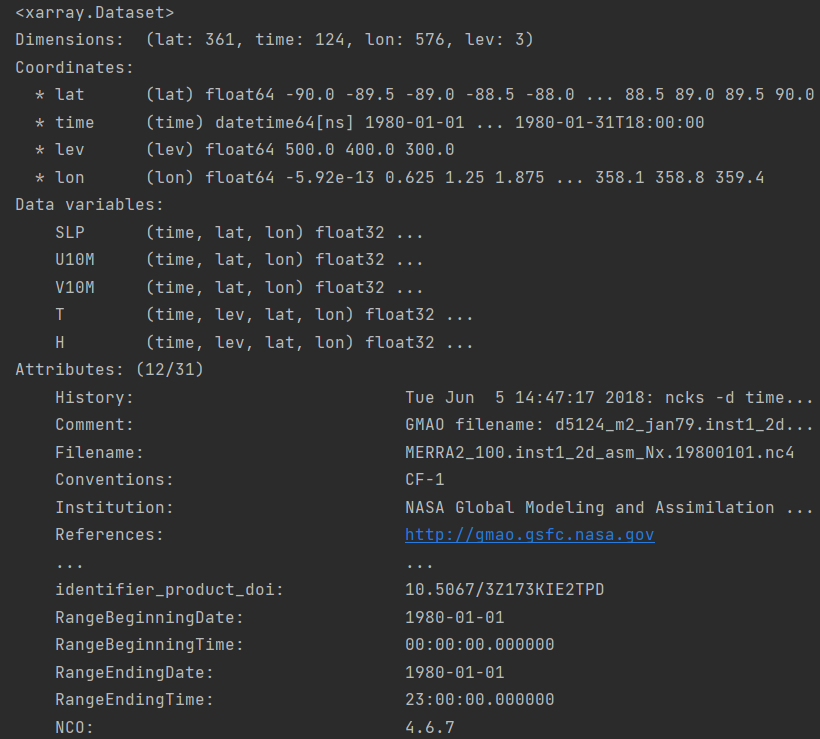 <xarray.Dataset>
Dimensions:  (lat: 361, time: 124, lon: 576, lev: 3)
Coordinates:
  * lat      (lat) float64 -90.0 -89.5 -89.0 -88.5 -88.0 ... 88.5 89.0 89.5 90.0
  * time     (time) datetime64[ns] 1980-01-01 ... 1980-01-31T18:00:00
  * lev      (lev) float64 500.0 400.0 300.0
  * lon      (lon) float64 -5.92e-13 0.625 1.25 1.875 ... 358.1 358.8 359.4
Data variables:
    SLP      (time, lat, lon) float32 ...
    U10M     (time, lat, lon) float32 ...
    V10M     (time, lat, lon) float32 ...
    T        (time, lev, lat, lon) float32 ...
    H        (time, lev, lat, lon) float32 ...
Attributes: (12/31)
    History:                           Tue Jun  5 14:47:17 2018: ncks -d time...
    Comment:                           GMAO filename: d5124_m2_jan79.inst1_2d...
    Filename:                          MERRA2_100.inst1_2d_asm_Nx.19800101.nc4
    Conventions:                       CF-1
    Institution:                       NASA Global Modeling and Assimilation ...
    References:                        http://gmao.gsfc.nasa.gov
    ...                                ...
    identifier_product_doi:            10.5067/3Z173KIE2TPD
    RangeBeginningDate:                1980-01-01
    RangeBeginningTime:                00:00:00.000000
    RangeEndingDate:                   1980-01-01
    RangeEndingTime:                   23:00:00.000000
    NCO:                               4.6.7